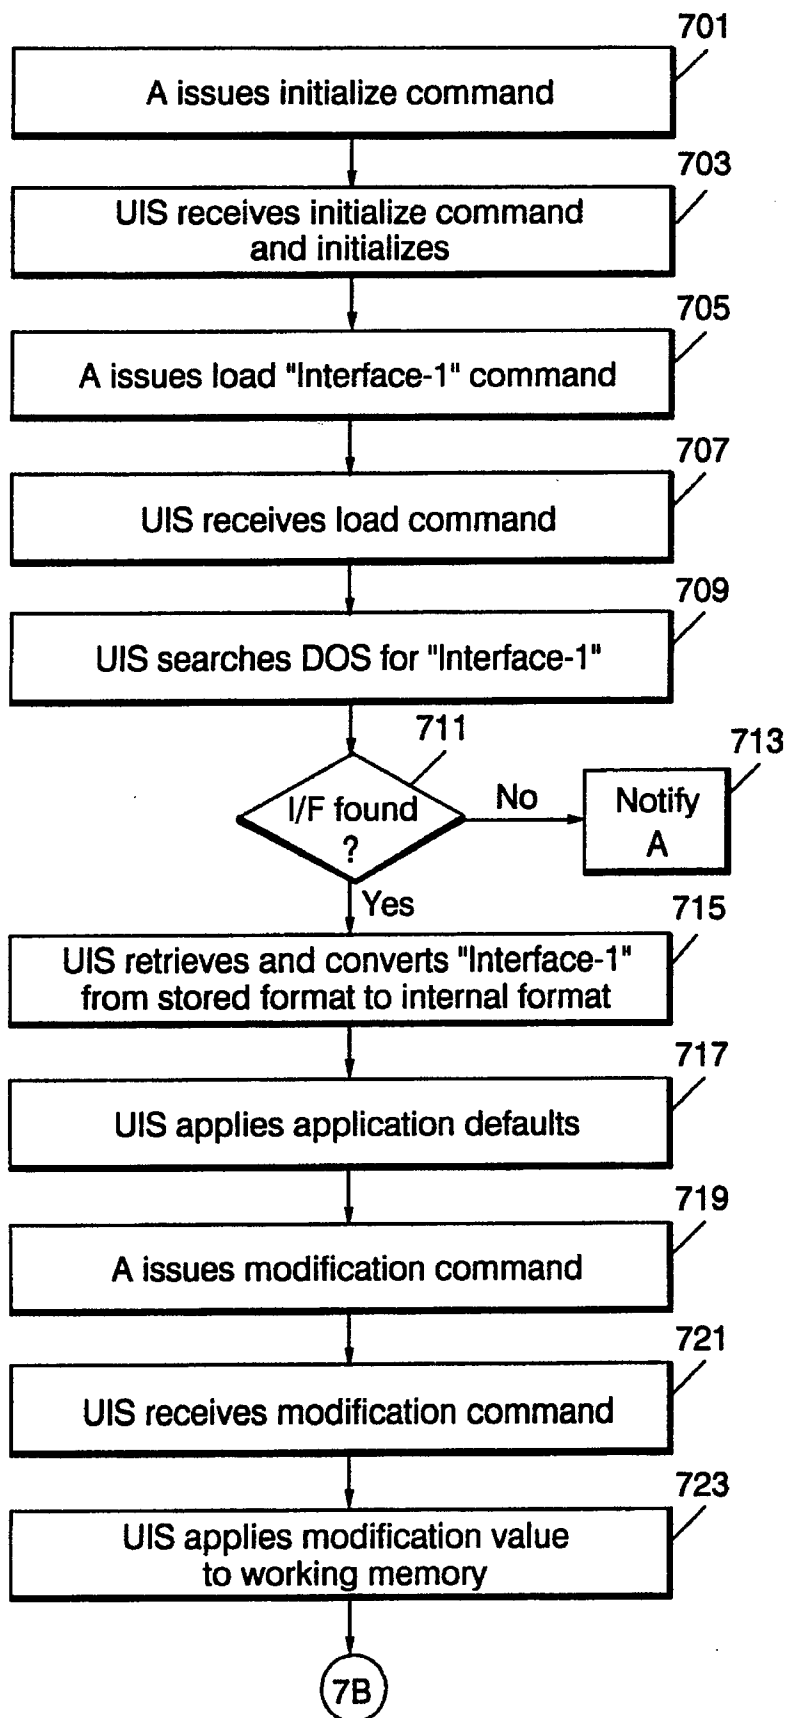 701
A issues initialize command
703
UIS receives initialize command
and initializes
705
A issues load "Interface-1" command
707
UIS receives load command
709
UIS searches DOS for "Interface-1"
711
I/F found
?
No
713
Notify
A
Yes
715
UIS retrieves and converts "Interface-1"
from stored format to internal format
717
UIS applies application defaults
719
A issues modification command
721
UIS receives modification command
723
UIS applies modification value
to working memory
7B